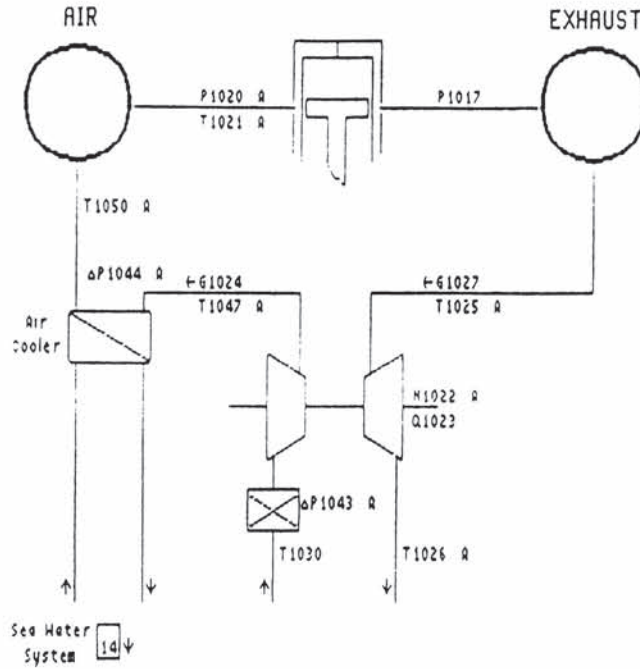 AIR
EXHAUST
P1020 A
T1021 A
P1017
T1050 A
ΔP1044 A
←G1024
T1047 A
←G1027
T1025 A
Air
Cooler
N1022 A
Q1023
ΔP1043 A
T1030
T1026 A
Sea Water
System
14